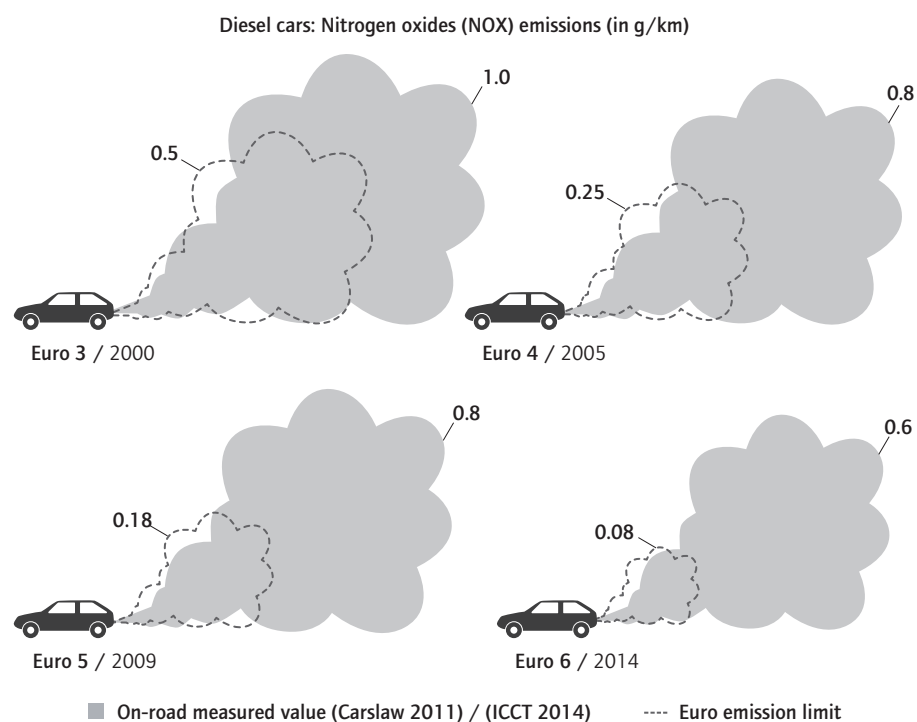 Diesel cars: Nitrogen oxides (NOX) emissions (in g/km)
1.0
0.5
Euro 3 / 2000
0.8
0.25
Euro 4 / 2005
0.8
0.18
Euro 5 / 2009
0.6
0.08
Euro 6 / 2014
On-road measured value (Carslaw 2011) / (ICCT 2014)
Euro emission limit